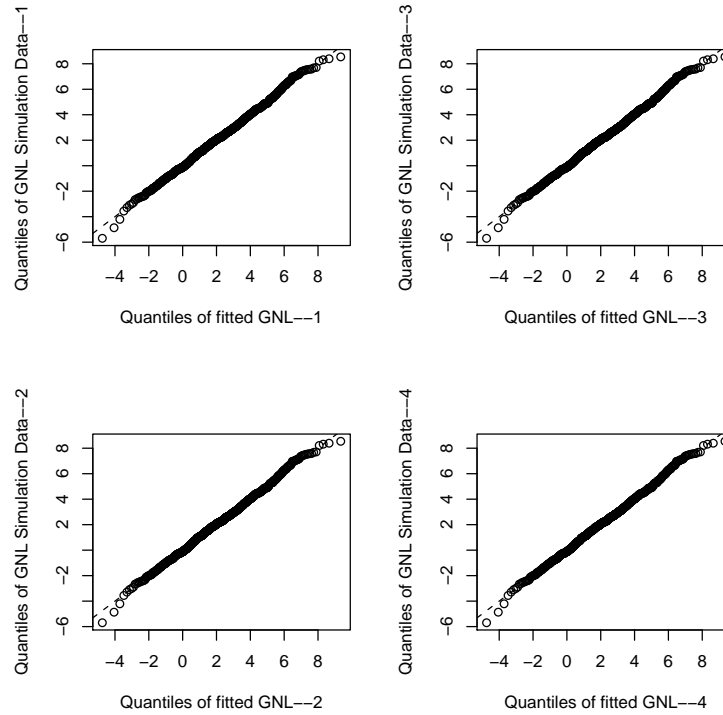 Quantiles of GNL Simulation Data−−1
8
6
4
2
−2
−6
−4 −2 0 2 4 6 8
Quantiles of fitted GNL−−1
Quantiles of GNL Simulation Data−−3
8
6
4
2
−2
−6
−4 −2 0 2 4 6 8
Quantiles of fitted GNL−−3
Quantiles of GNL Simulation Data−−2
8
6
4
2
−2
−6
−4 −2 0 2 4 6 8
Quantiles of fitted GNL−−2
Quantiles of GNL Simulation Data−−4
8
6
4
2
−2
−6
−4 −2 0 2 4 6 8
Quantiles of fitted GNL−−4